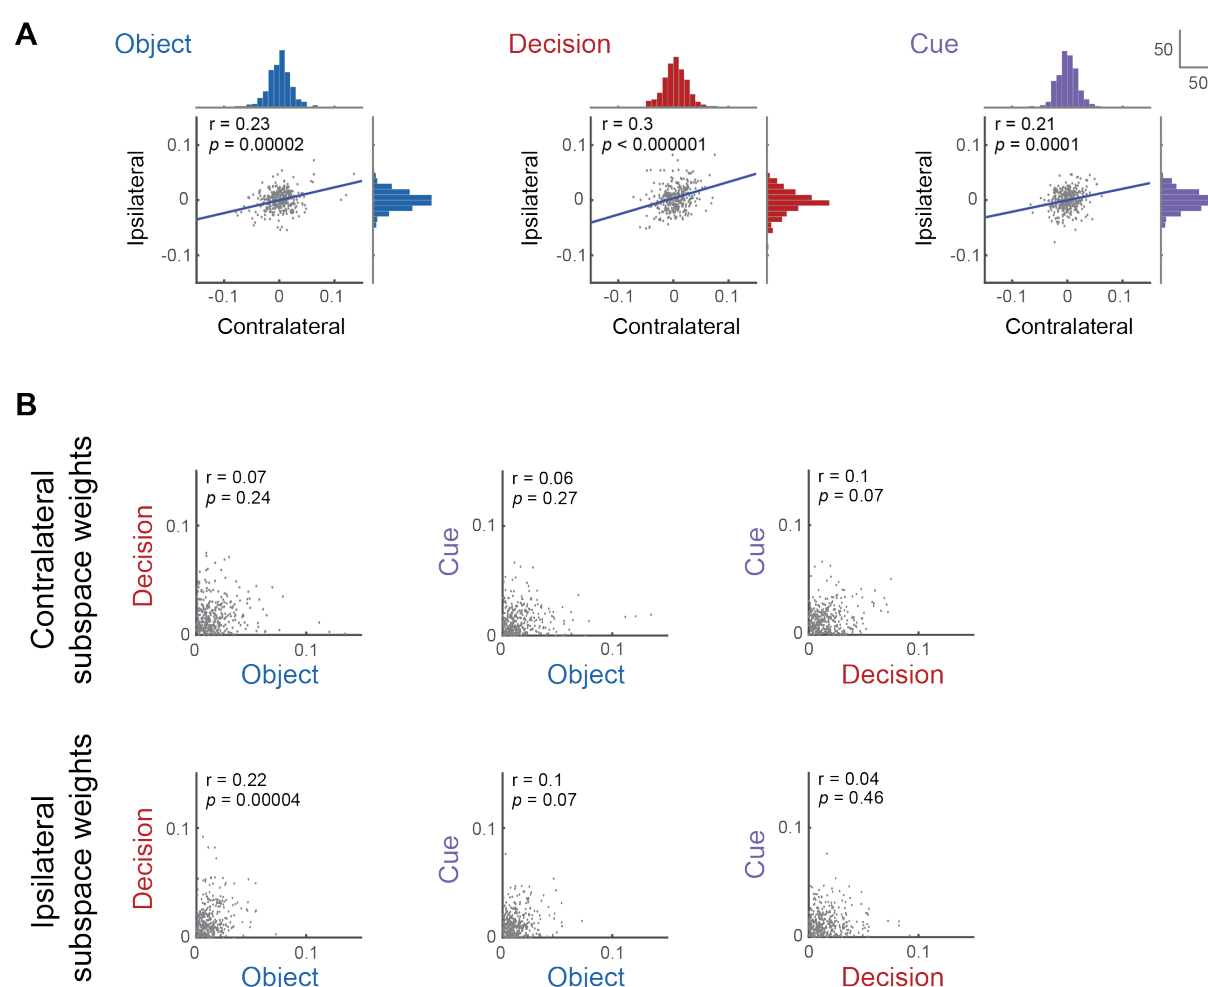 A
Object
Decision
Cue
50
50
r = 0.23
p = 0.00002
0.1
0
-0.1
Ipsilateral
-0.1 0 0.1
Contralateral
r = 0.3
p < 0.000001
0.1
0
-0.1
Ipsilateral
-0.1 0 0.1
Contralateral
r = 0.21
p = 0.0001
0.1
0
-0.1
Ipsilateral
-0.1 0 0.1
Contralateral
B
Contralateral
subspace weights
r = 0.07
p = 0.24
0.1
0
Decision
0 0.1
Object
r = 0.06
p = 0.27
0.1
0
Cue
0 0.1
Object
r = 0.1
p = 0.07
0.1
0
Cue
0 0.1
Decision
Ipsilateral
subspace weights
r = 0.22
p = 0.00004
0.1
0
Decision
0 0.1
Object
r = 0.1
p = 0.07
0.1
0
Cue
0 0.1
Object
r = 0.04
p = 0.46
0.1
0
Cue
0 0.1
Decision